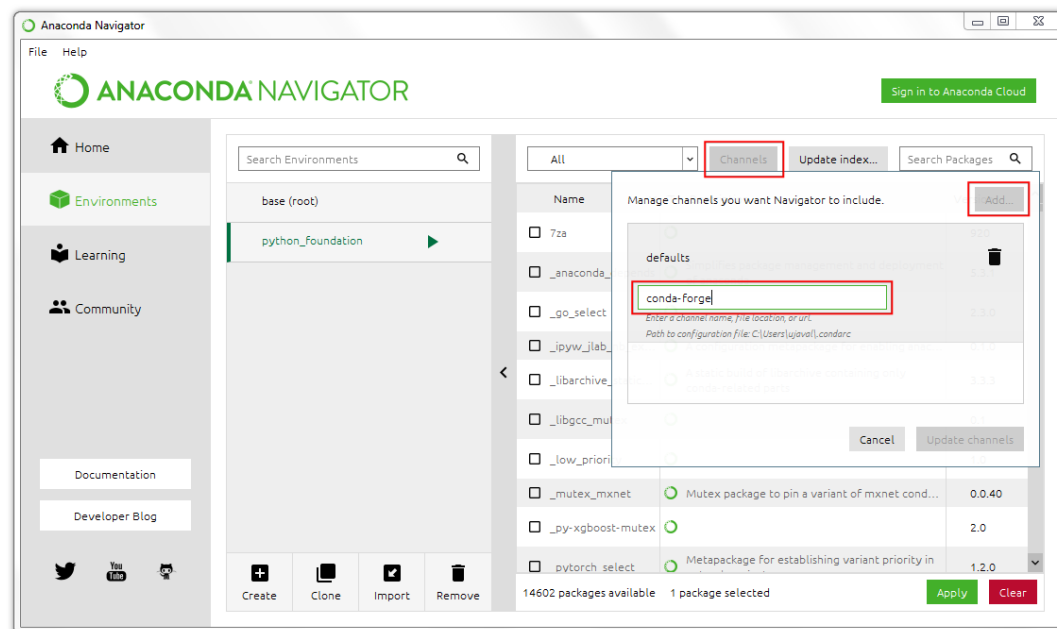 Anaconda Navigator
File Help
ANACONDA NAVIGATOR
Sign in to Anaconda Cloud
Home
Environments
Learning
Community
Documentation
Developer Blog
You
Tube
Search Environments
base (root)
python_foundation
Create Clone Import Remove
All Channels Update index... Search Packages
Name
Manage channels you want Navigator to include. Add...
defaults
conda-forge
Enter a channel name, file location, or url.
Path to configuration file: C:\Users\ujaval\.condarc
Cancel Update channels
7za
_anaconda_
_go_select
_ipyw_jlab_
_libarchive_
_libgcc_mutex
_low_priority
_mutex_mxnet Mutex package to pin a variant of mxnet cond... 0.0.40
_py-xgboost-mutex 2.0
_pytorch_select Metapackage for establishing variant priority in 1.2.0
14602 packages available 1 package selected Apply Clear